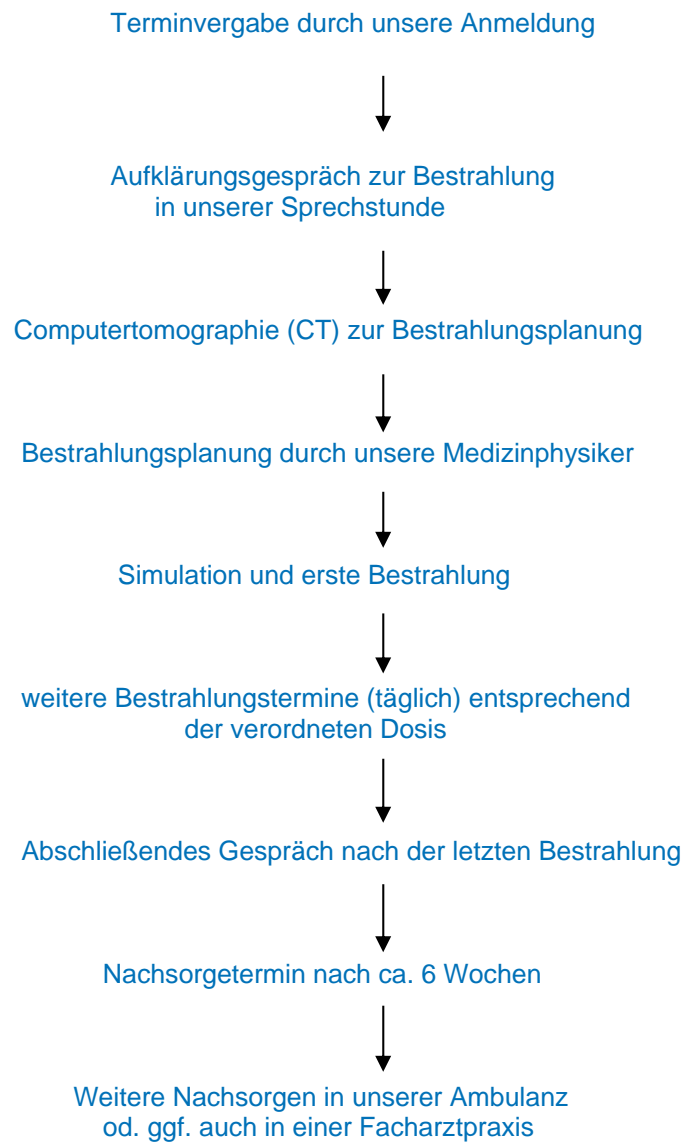 Terminvergabe durch unsere Anmeldung
Aufklärungsgespräch zur Bestrahlung
in unserer Sprechstunde
Computertomographie (CT) zur Bestrahlungsplanung
Bestrahlungsplanung durch unsere Medizinphysiker
Simulation und erste Bestrahlung
weitere Bestrahlungstermine (täglich) entsprechend
der verordneten Dosis
Abschließendes Gespräch nach der letzten Bestrahlung
Nachsorgetermin nach ca. 6 Wochen
Weitere Nachsorgen in unserer Ambulanz
od. ggf. auch in einer Facharztpraxis